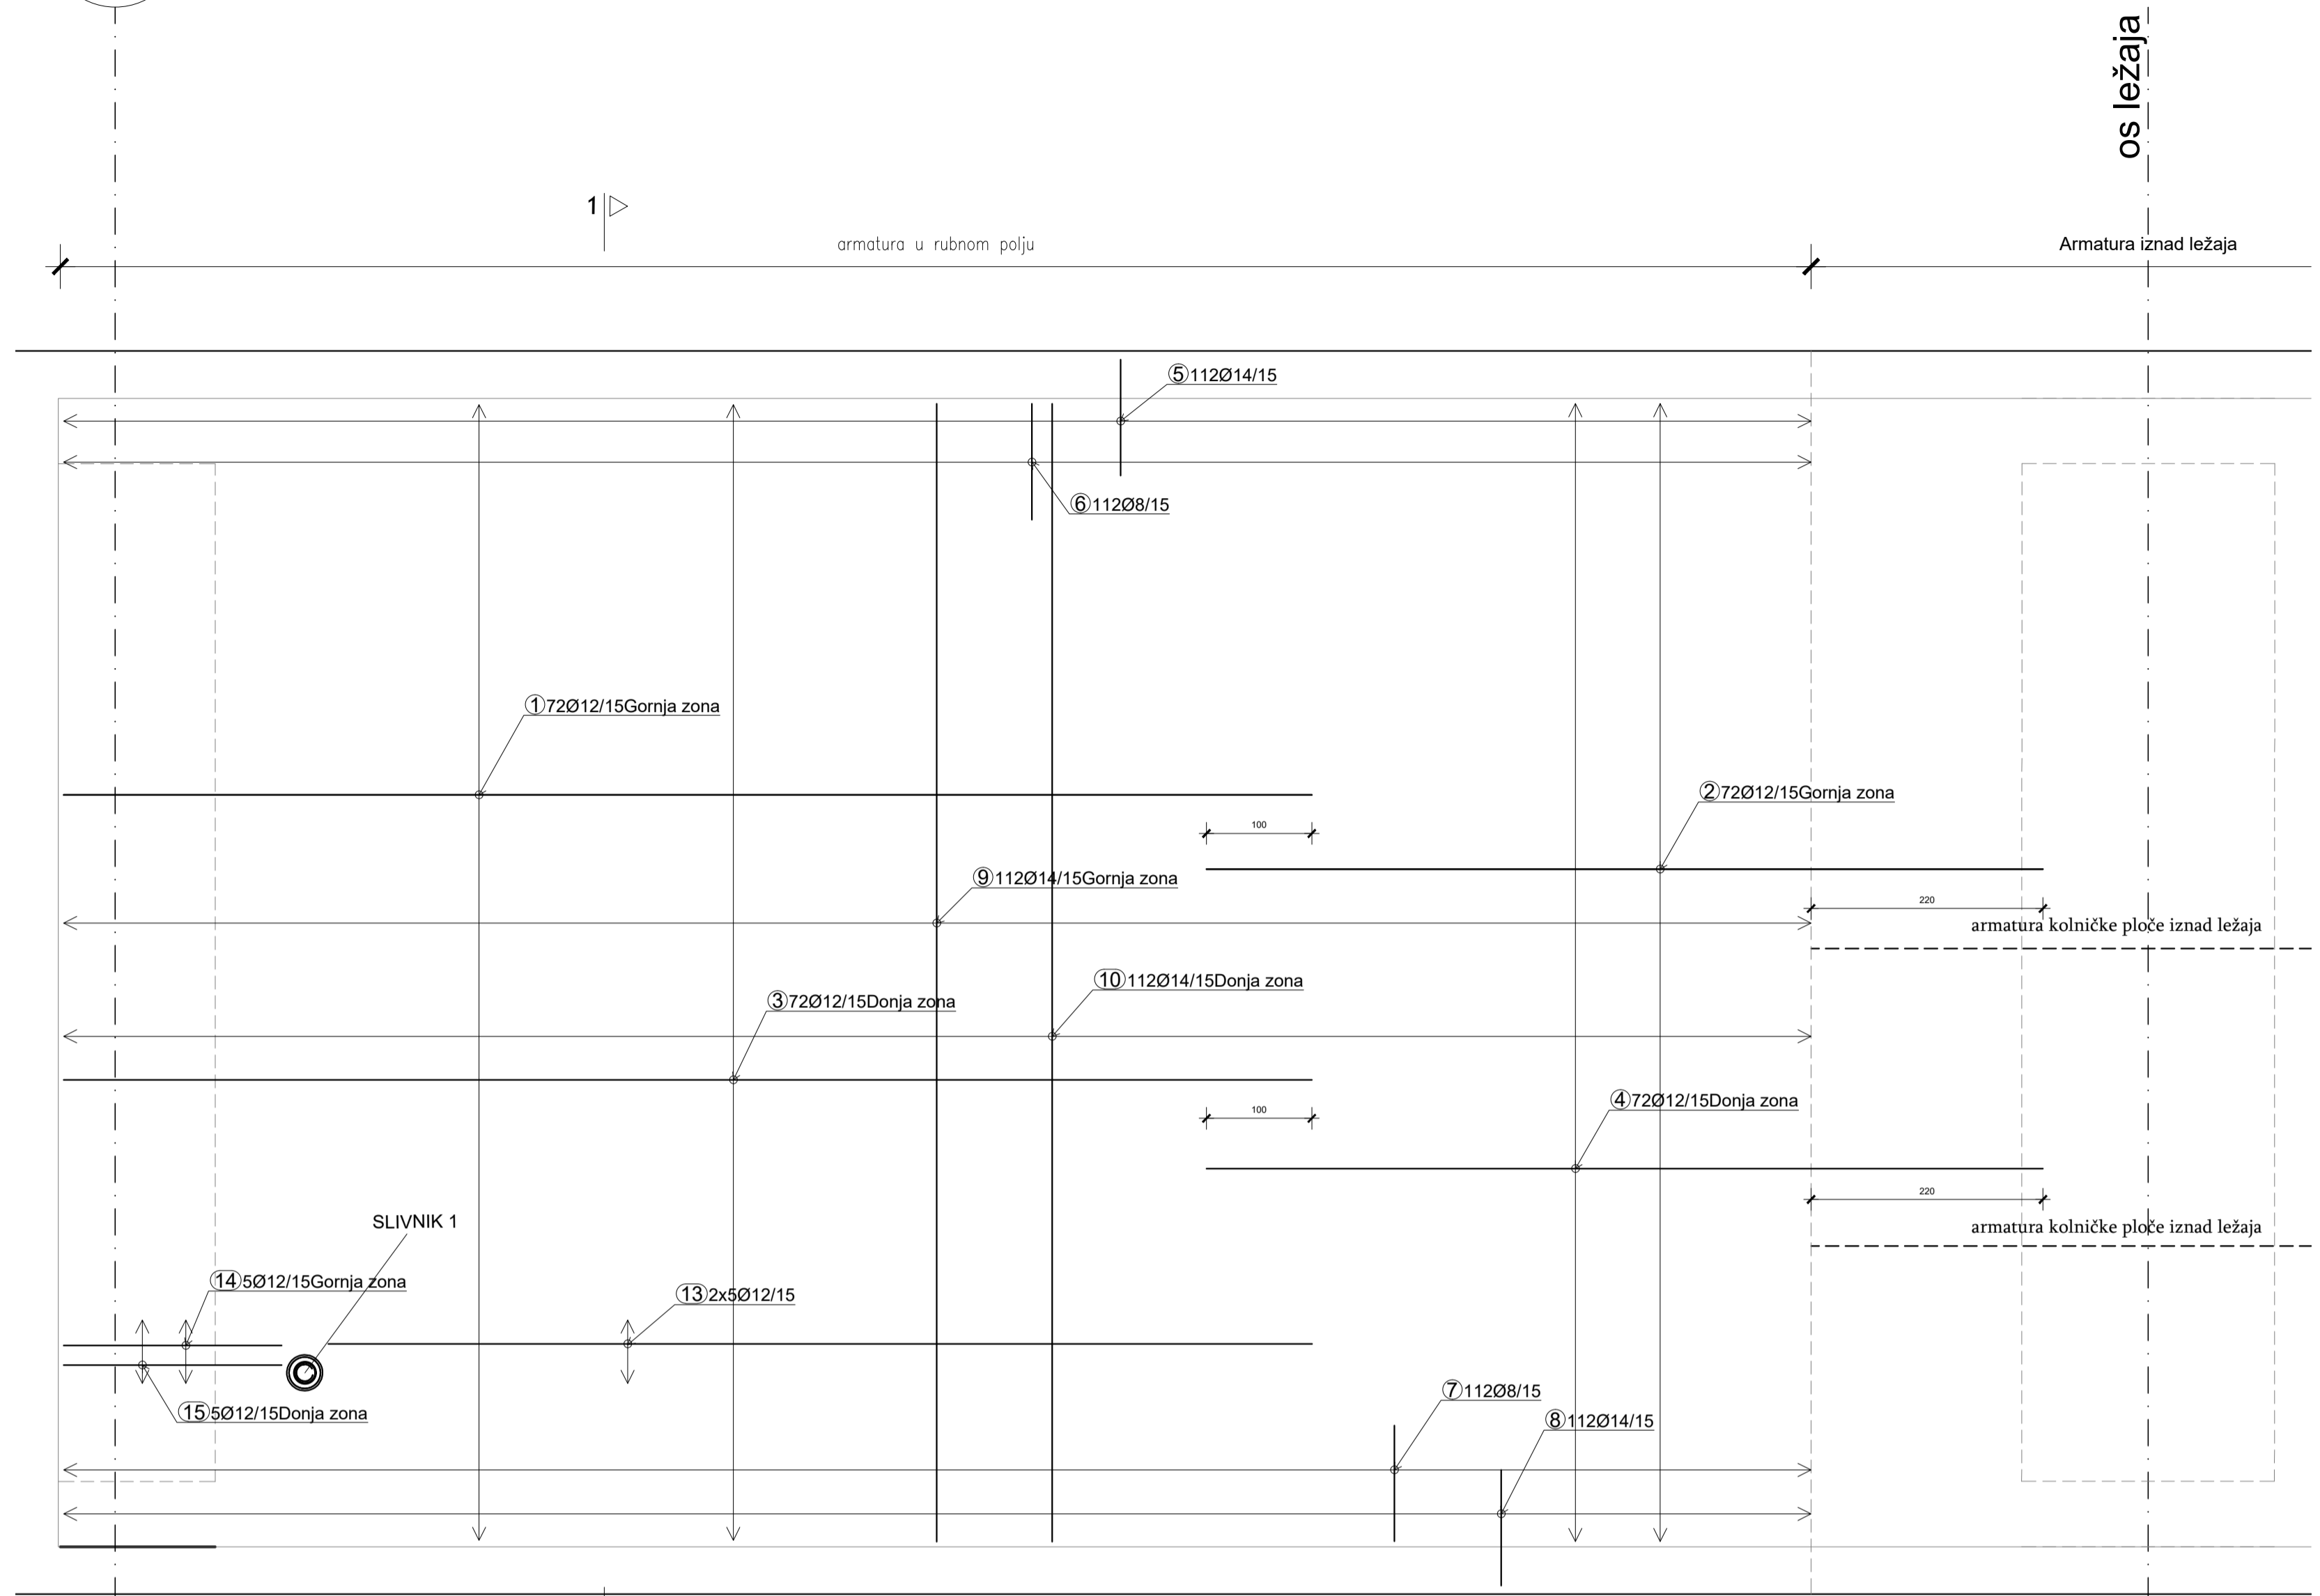 os ležaja
1
armatura u rubnom polju
Armatura iznad ležaja
5 112Ø14/15
6 112Ø8/15
1 72Ø12/15Gornja zona
2 72Ø12/15Gornja zona
100
9 112Ø14/15Gornja zona
220
armatura kolničke ploče iznad ležaja
10 112Ø14/15Donja zona
3 72Ø12/15Donja zona
4 72Ø12/15Donja zona
100
220
SLIVNIK 1
armatura kolničke ploče iznad ležaja
14 5Ø12/15Gornja zona
13 2x5Ø12/15
7 112Ø8/15
15 5Ø12/15Donja zona
8 112Ø14/15